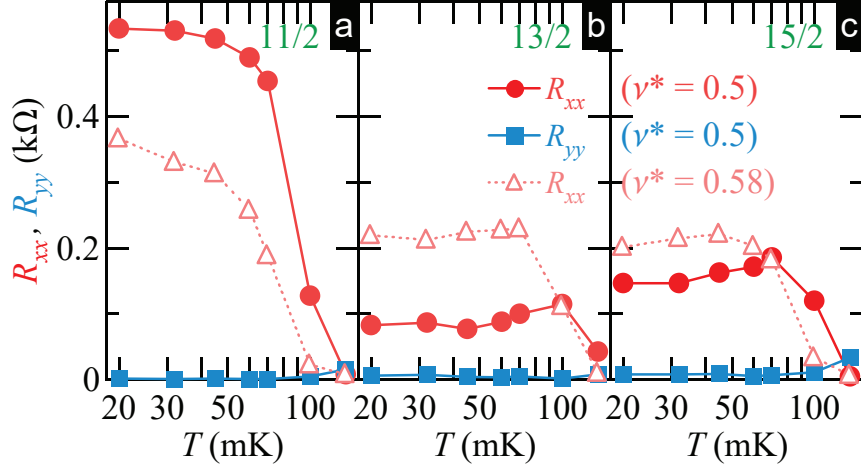 11/2 a
13/2 b
15/2 c
R_xx (ν* = 0.5)
R_yy (ν* = 0.5)
R_xx (ν* = 0.58)
R_xx, R_yy (kΩ)
0.4
0.2
0
20 30 50 100
20 30 50 100
20 30 50 100
T (mK)
T (mK)
T (mK)